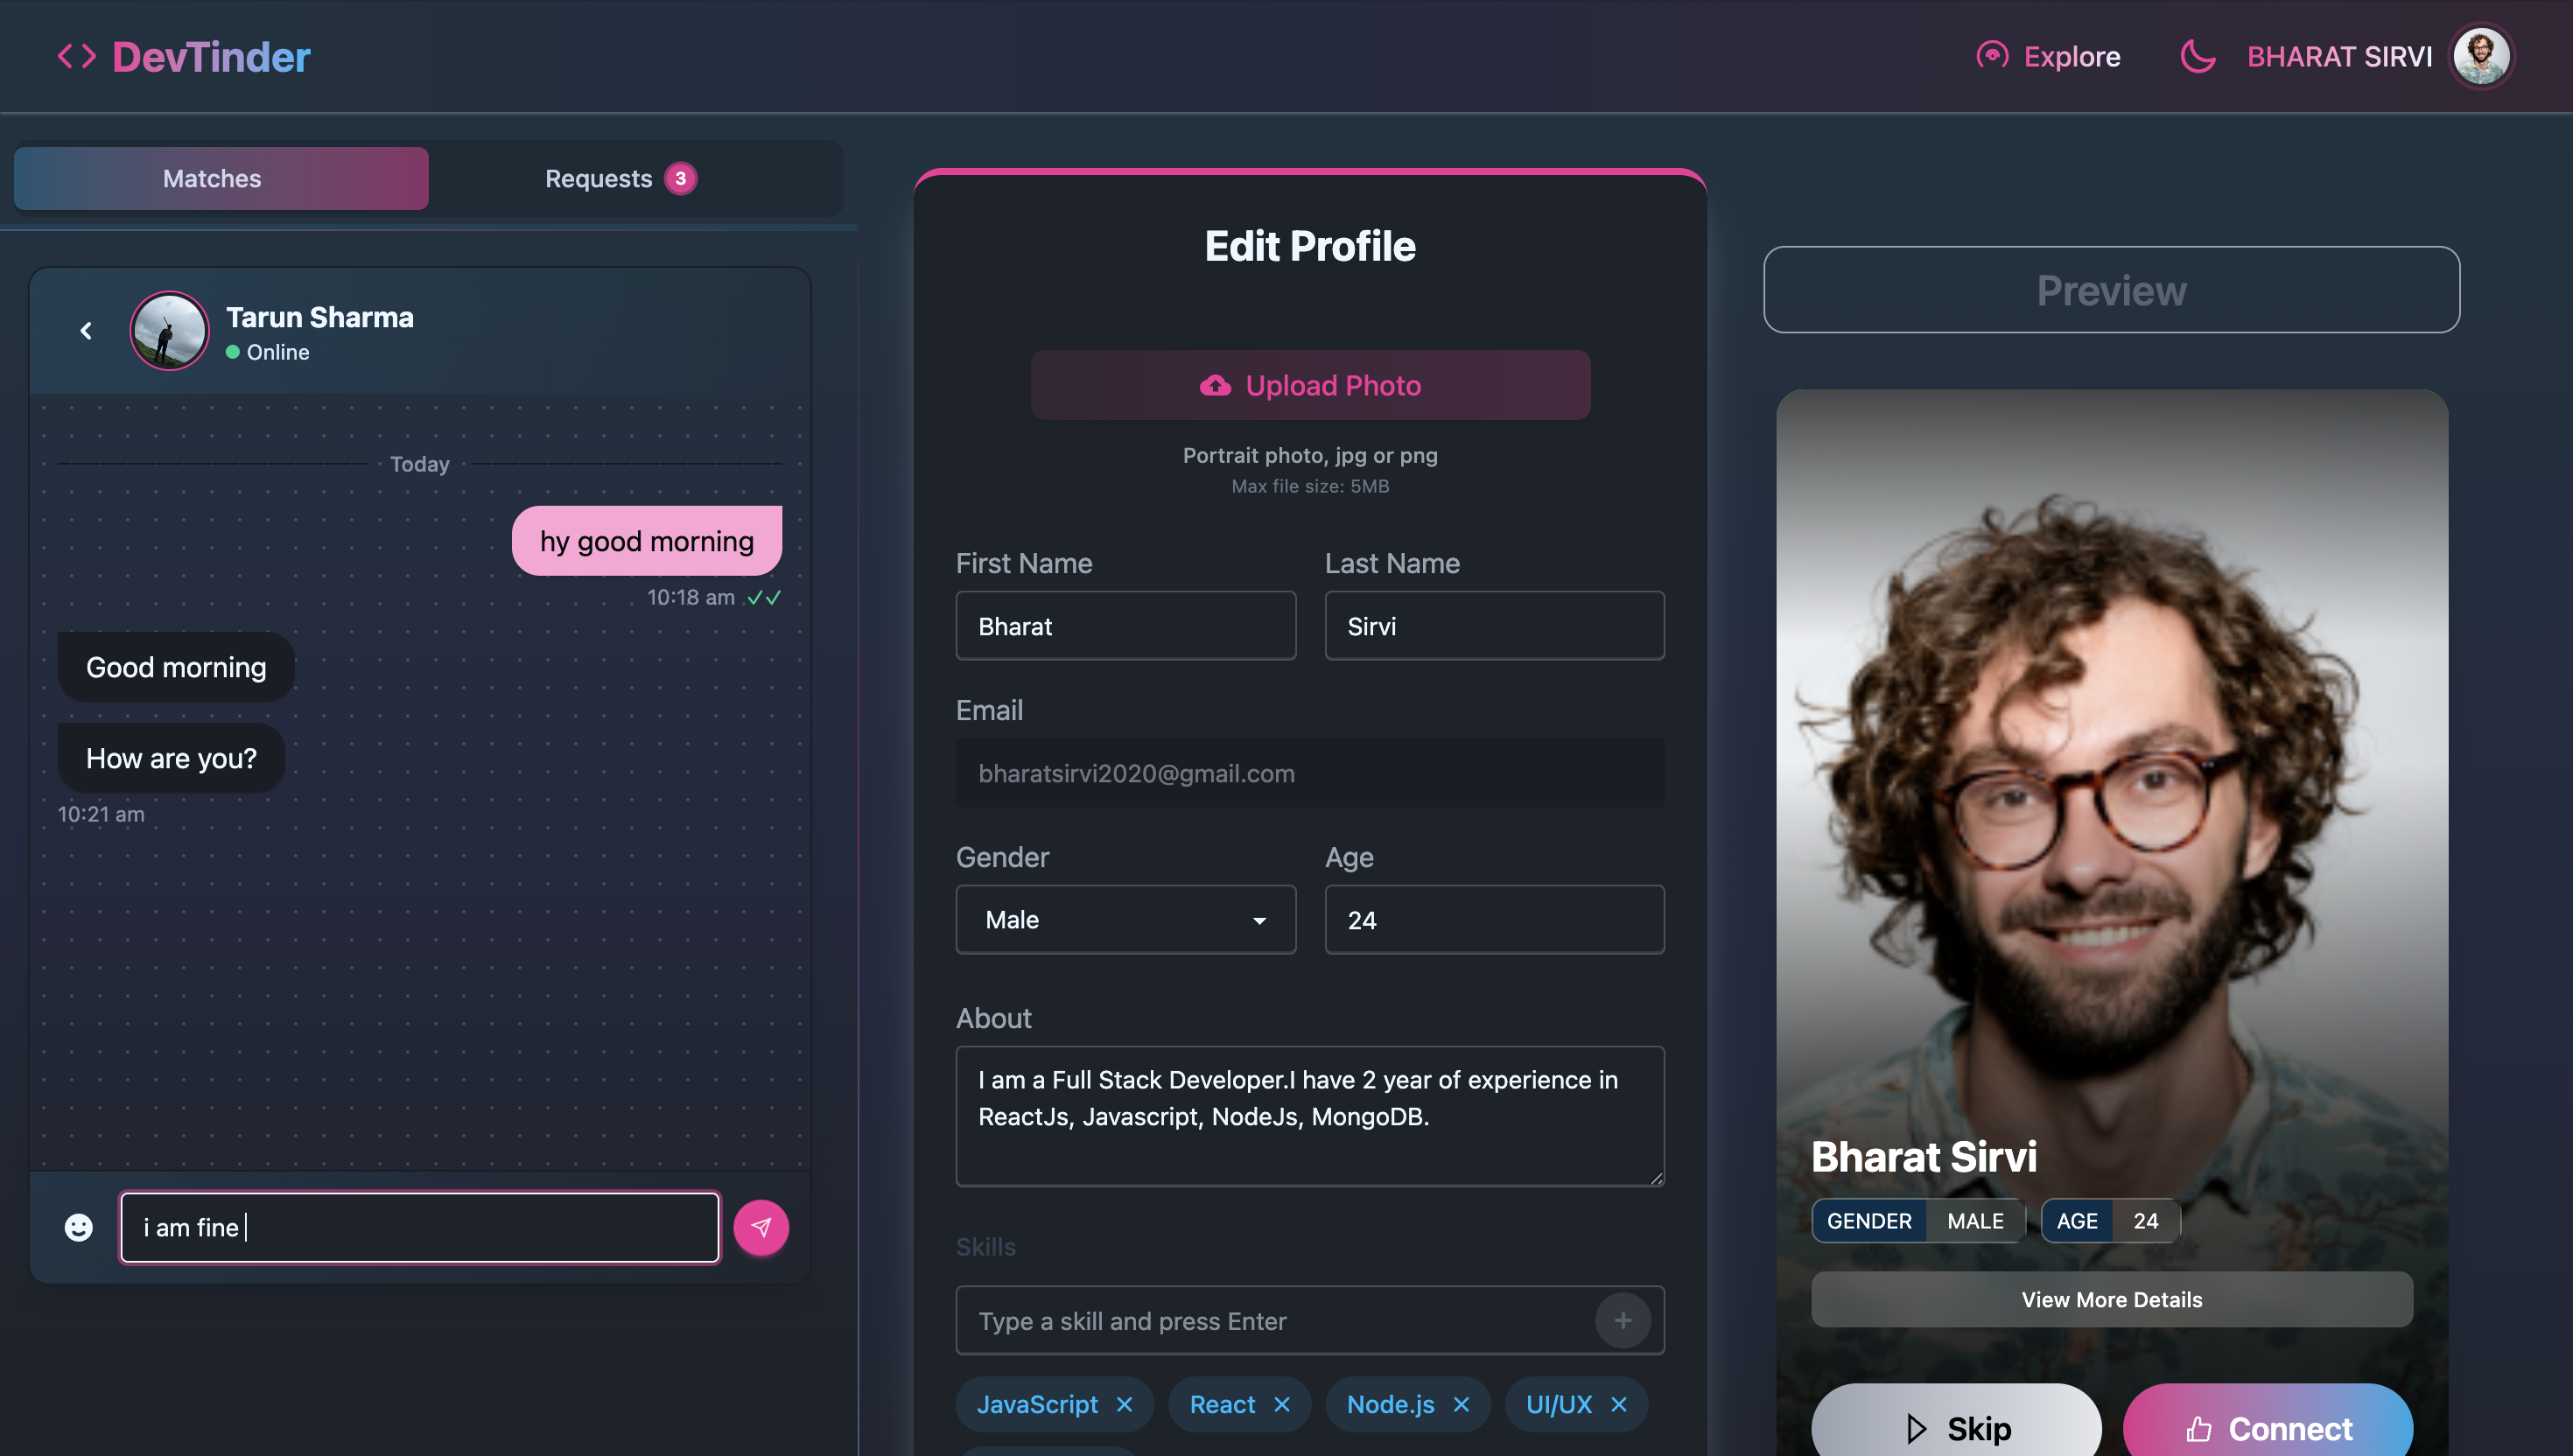 <> DevTinder
Explore
BHARAT SIRVI
Matches
Requests 3
Tarun Sharma
Online
Today
hy good morning
10:18 am
Good morning
How are you?
10:21 am
i am fine
Edit Profile
Upload Photo
Portrait photo, jpg or png
Max file size: 5MB
First Name
Last Name
Bharat
Sirvi
Email
bharatsirvi2020@gmail.com
Gender
Age
Male
24
About
I am a Full Stack Developer.I have 2 year of experience in
ReactJs, Javascript, NodeJs, MongoDB.
Skills
Type a skill and press Enter
JavaScript
React
Node.js
UI/UX
Preview
Bharat Sirvi
GENDER MALE AGE 24
View More Details
Skip
Connect